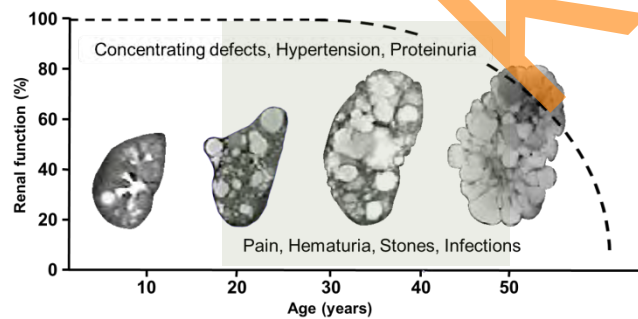 100
Concentrating defects, Hypertension, Proteinuria
80
60
40
20
0
Renal function (%)
Pain, Hematuria, Stones, Infections
10 20 30 40 50
Age (years)